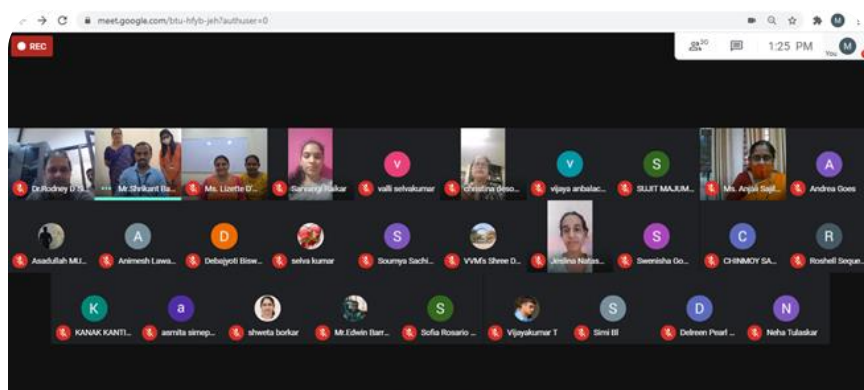 meet.google.com/btu-hfyb-jeh?authuser=0
M
REC
30
1:25 PM
You
M
Dr.Rodney D'S...
Mr.Shrikant Ba...
Ms. Lizette D'...
Sarvangi Raikar
v
valli selvakumar
christina deso...
v
vijaya anbalac...
S
SUJIT MAJUM...
Ms. Anjali Sajil...
A
Andrea Goes
Asadullah MU...
A
Animesh Lawa...
D
Debajyoti Bisw...
selva kumar
S
Soumya Sachi...
VVM's Shree D...
Jeslina Natas...
S
Swenisha Go...
C
CHINMOY SA...
R
Roshell Seque...
K
KANAK KANTI...
a
asmita simep...
shweta borkar
Mr.Edwin Barr...
S
Sofia Rosario ...
Vijayakumar T
S
Simi Bl
D
Delreen Pearl ...
N
Neha Tulaskar